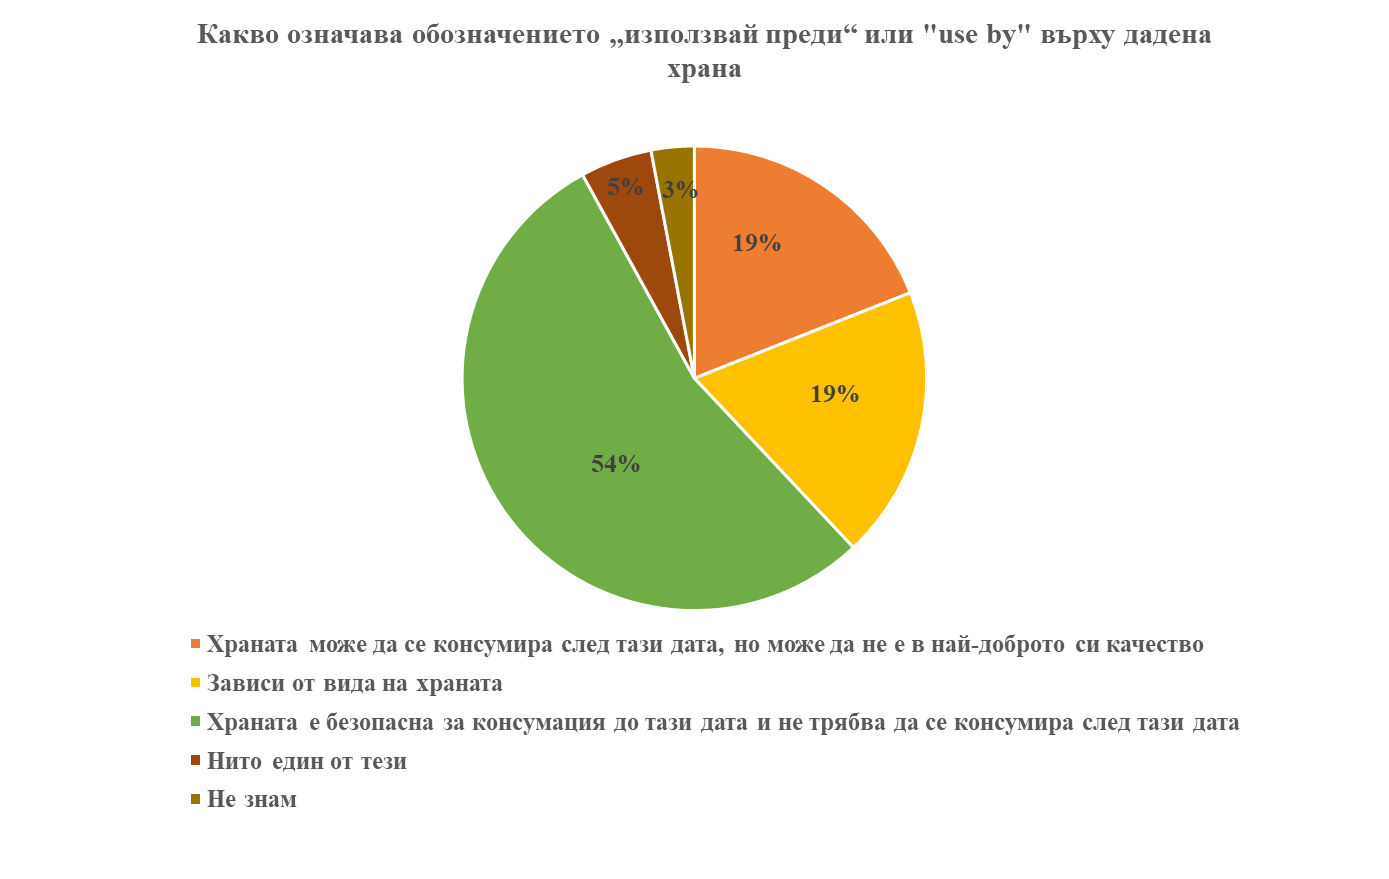 Какво означава обозначението „използвай преди“ или "use by" върху дадена
храна
5%
3%
19%
19%
54%
Храната може да се консумира след тази дата, но може да не е в най-доброто си качество
Зависи от вида на храната
Храната е безопасна за консумация до тази дата и не трябва да се консумира след тази дата
Нито един от тези
Не знам